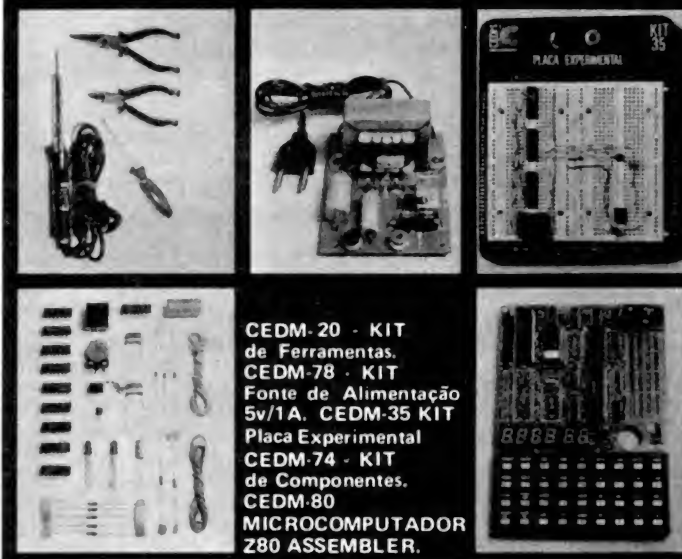 KIT
35
PLACA EXPERIMENTAL
CEDM-20 - KIT
de Ferramentas.
CEDM-78 - KIT
Fonte de Alimentação
5v/1A. CEDM-35 KIT
Placa Experimental
CEDM-74 - KIT
de Componentes.
CEDM-80
MICROCOMPUTADOR
Z80 ASSEMBLER.